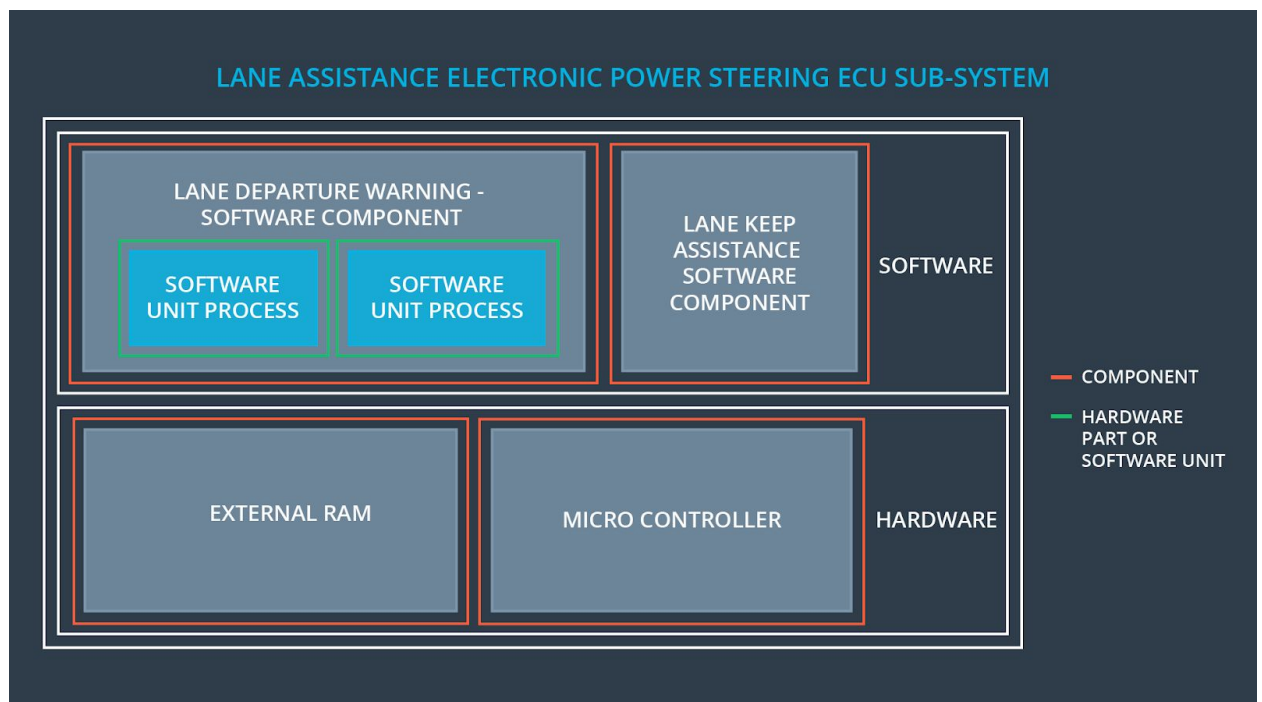 LANE ASSISTANCE ELECTRONIC POWER STEERING ECU SUB-SYSTEM
LANE DEPARTURE WARNING -
SOFTWARE COMPONENT
SOFTWARE
UNIT PROCESS
SOFTWARE
UNIT PROCESS
LANE KEEP
ASSISTANCE
SOFTWARE
COMPONENT
SOFTWARE
EXTERNAL RAM
MICRO CONTROLLER
HARDWARE
COMPONENT
HARDWARE
PART OR
SOFTWARE UNIT